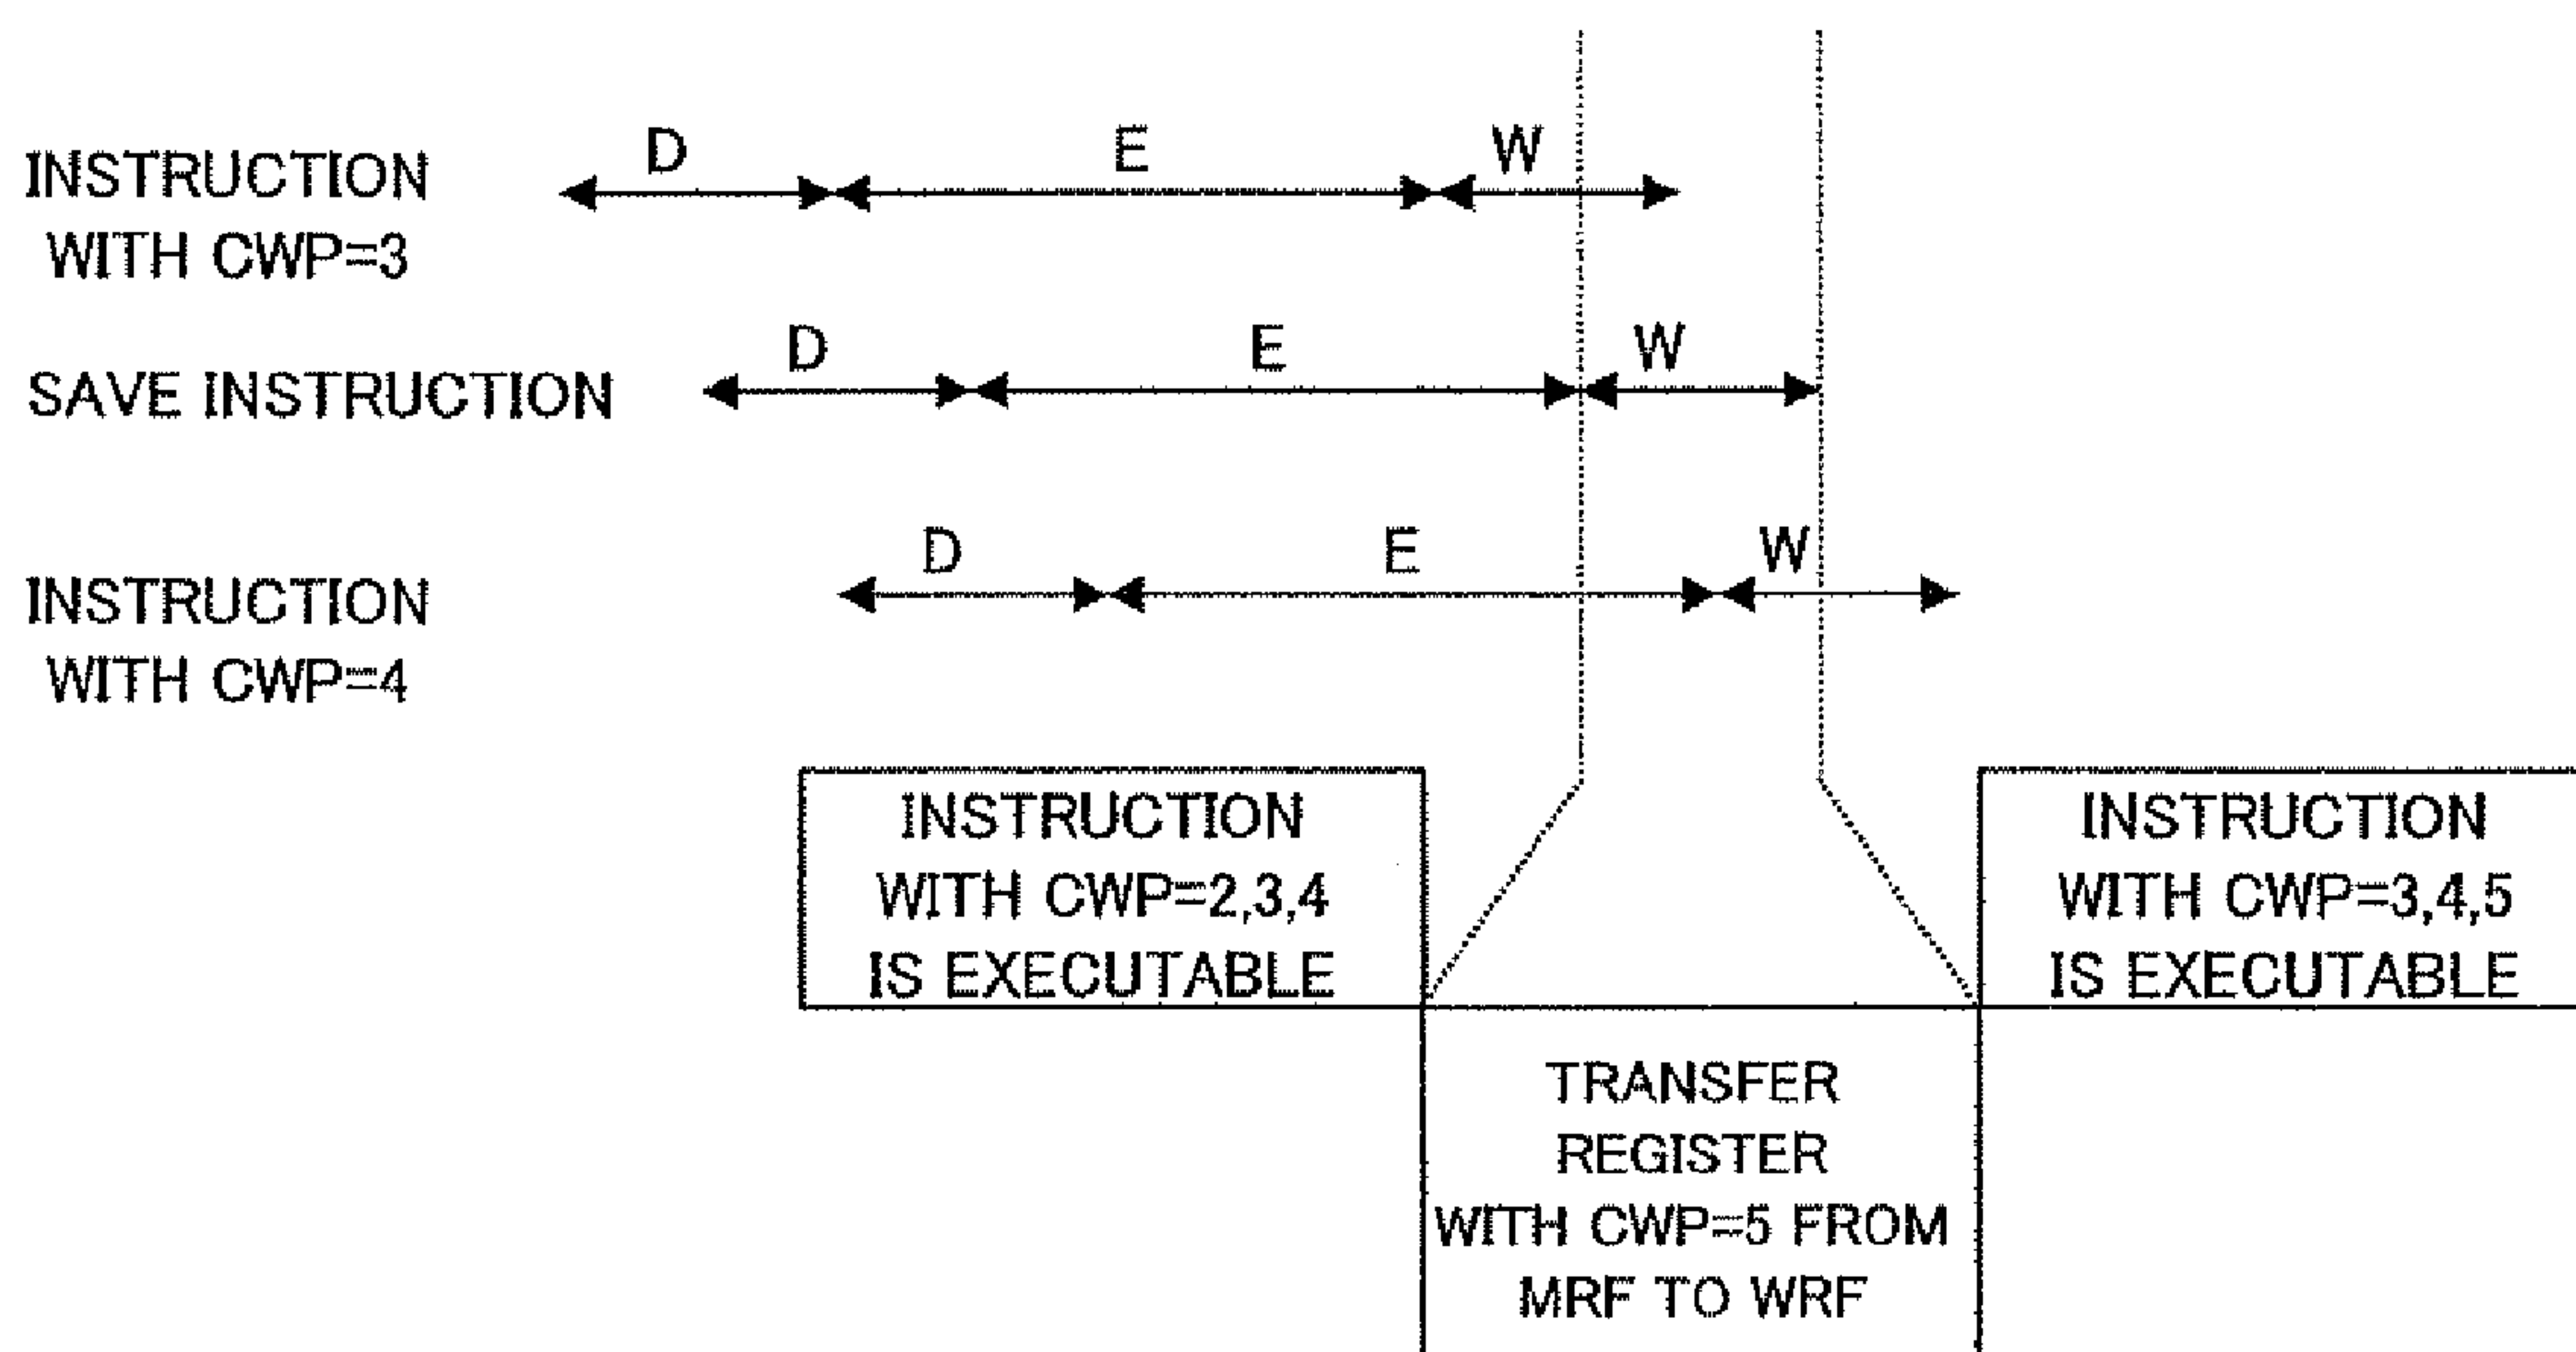 D E W
INSTRUCTION
WITH CWP=3
D E W
SAVE INSTRUCTION
D E W
INSTRUCTION
WITH CWP=4
INSTRUCTION
WITH CWP=2,3,4
IS EXECUTABLE
INSTRUCTION
WITH CWP=3,4,5
IS EXECUTABLE
TRANSFER
REGISTER
WITH CWP=5 FROM
MRF TO WRF